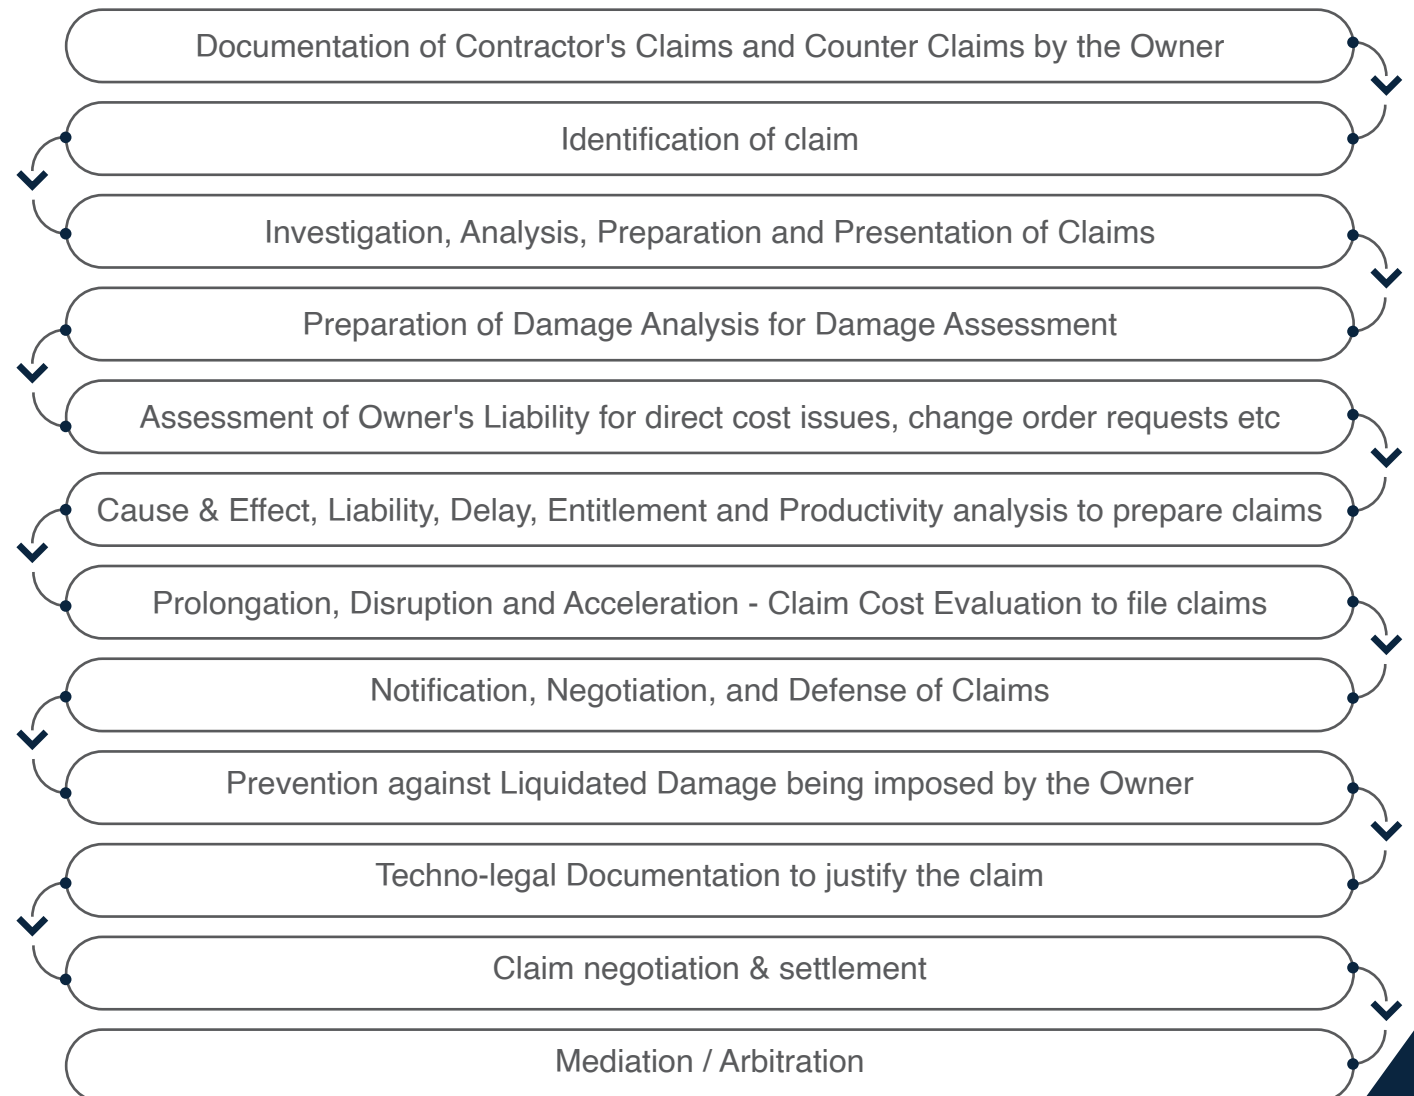 Documentation of Contractor's Claims and Counter Claims by the Owner
Identification of claim
Investigation, Analysis, Preparation and Presentation of Claims
Preparation of Damage Analysis for Damage Assessment
Assessment of Owner's Liability for direct cost issues, change order requests etc
Cause & Effect, Liability, Delay, Entitlement and Productivity analysis to prepare claims
Prolongation, Disruption and Acceleration - Claim Cost Evaluation to file claims
Notification, Negotiation, and Defense of Claims
Prevention against Liquidated Damage being imposed by the Owner
Techno-legal Documentation to justify the claim
Claim negotiation & settlement
Mediation / Arbitration